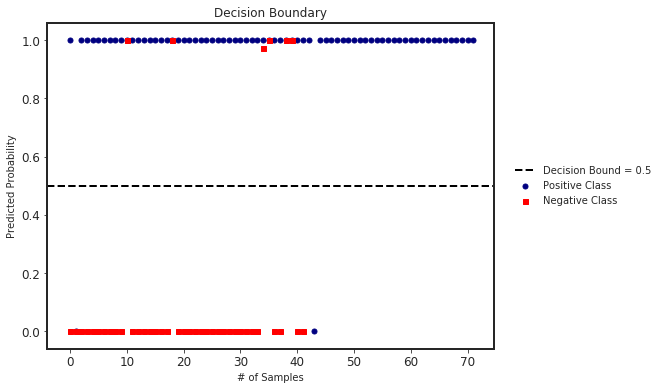 Decision Boundary
Predicted Probability
1.0
0.8
0.6
0.4
0.2
0.0
0 10 20 30 40 50 60 70
# of Samples
Decision Bound = 0.5
Positive Class
Negative Class